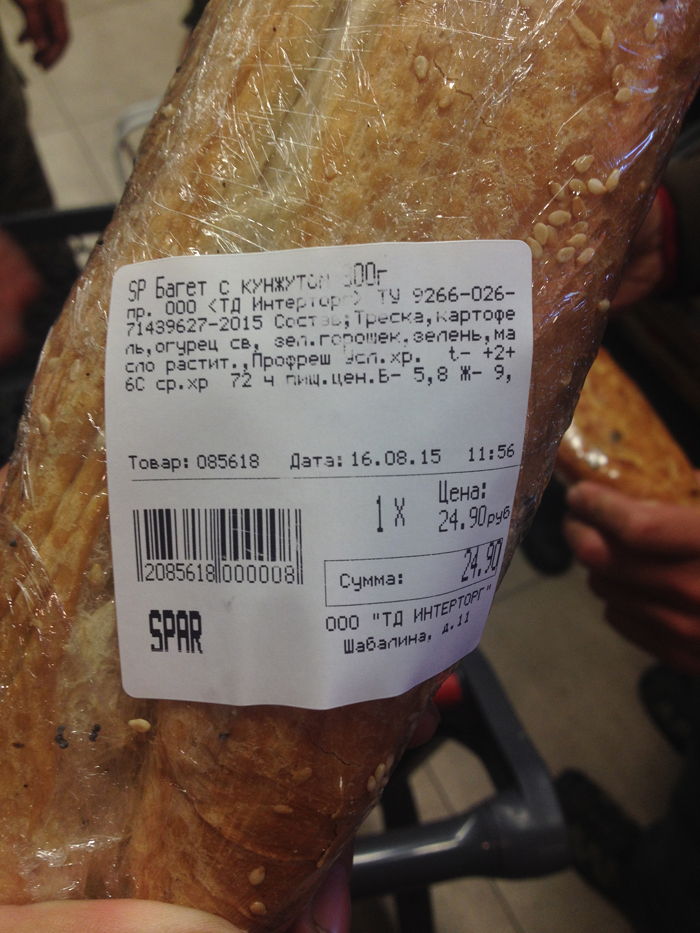 SP Багет с кунжутом 300г
пр. ООО <ТД Интерторг> ТУ 9266-026-
71439627-2015 Состав;Треска,картофе
ль,огурец св, зел.горошек,зелень,ма
сло растит.,Профреш Усл.хр. t- +2+
6С ср.хр 72 ч пищ.цен.Б- 5,8 Ж- 9,
Товар: 085618 Дата: 16.08.15 11:56
1 X Цена:
24.90руб
2085618 000008
Сумма: 24.90
SPAR
ООО "ТД ИНТЕРТОРГ"
Шабалина, д.11